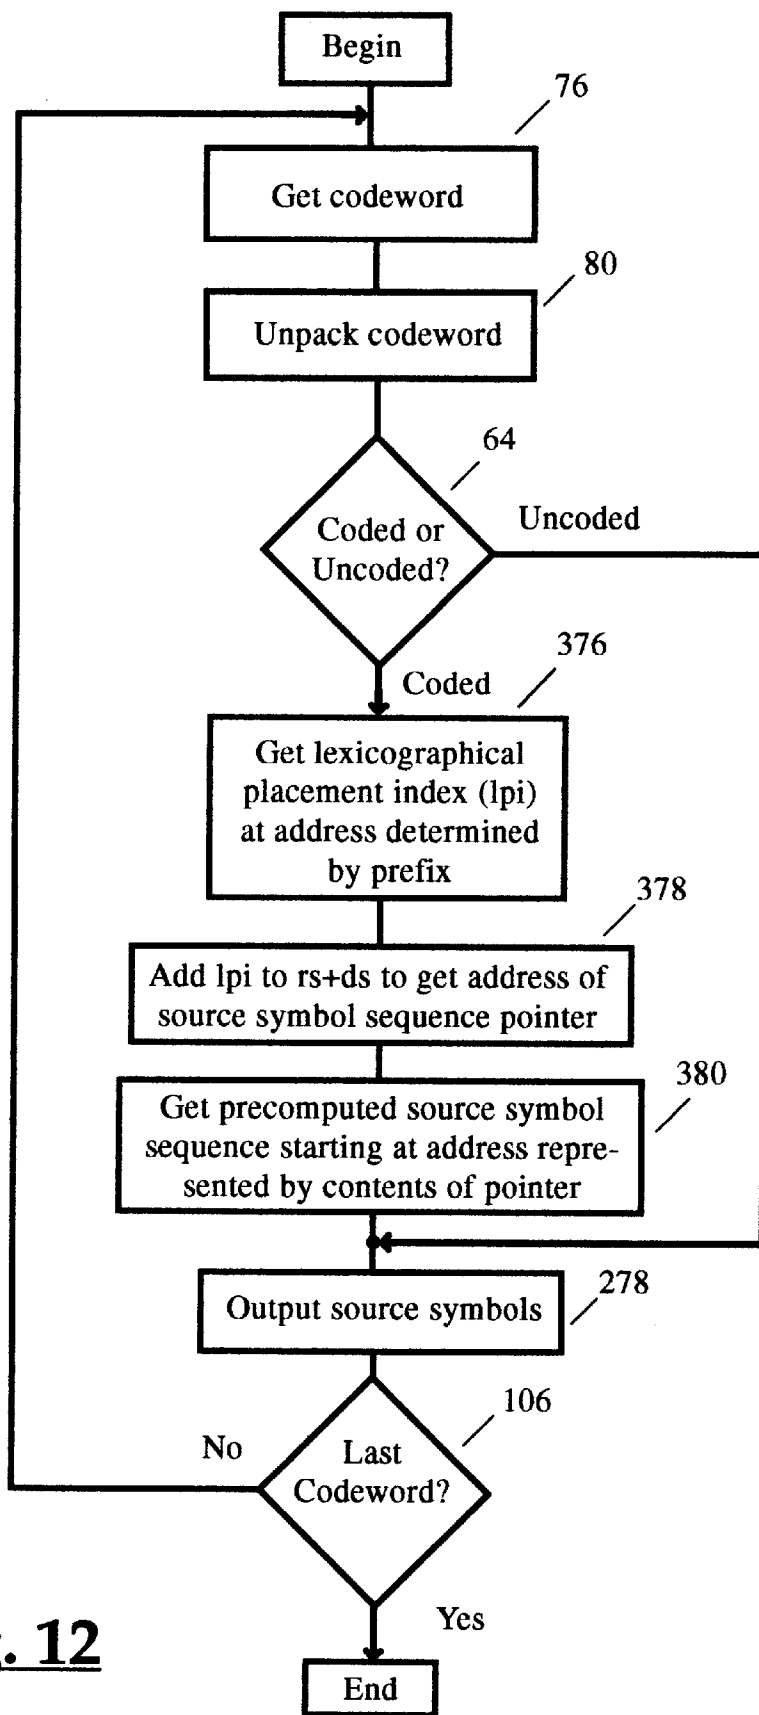 Begin
76
Get codeword
80
Unpack codeword
64
Coded or
Uncoded?
Uncoded
376
Coded
Get lexicographical
placement index (lpi)
at address determined
by prefix
378
Add lpi to rs+ds to get address of
source symbol sequence pointer
380
Get precomputed source symbol
sequence starting at address repre-
sented by contents of pointer
278
Output source symbols
106
No
Last
Codeword?
Yes
. 12
End